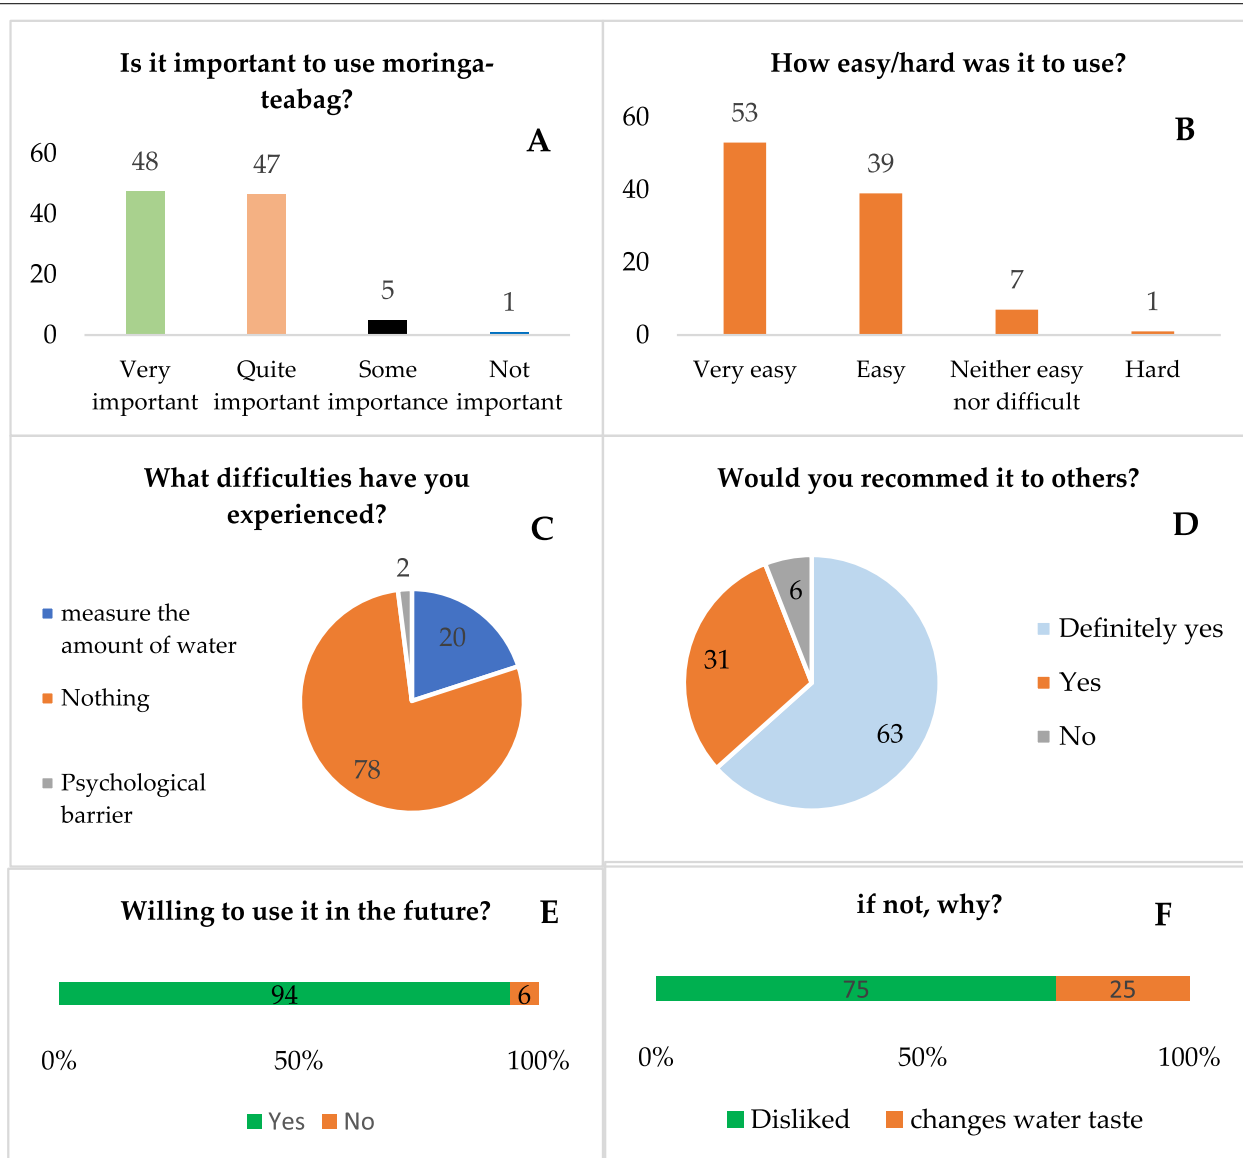 Is it important to use moringa-
teabag?
A
60
40
20
0
48
47
5
1
Very
important
Quite
important
Some
importance
Not
important
How easy/hard was it to use?
B
60
40
20
0
53
39
7
1
Very easy
Easy
Neither easy
nor difficult
Hard
What difficulties have you
experienced?
C
measure the
amount of water
Nothing
Psychological
barrier
2
20
78
Would you recommed it to others?
D
6
31
63
Definitely yes
Yes
No
Willing to use it in the future?
E
94
6
0%
50%
100%
Yes
No
if not, why?
F
75
25
0%
50%
100%
Disliked
changes water taste